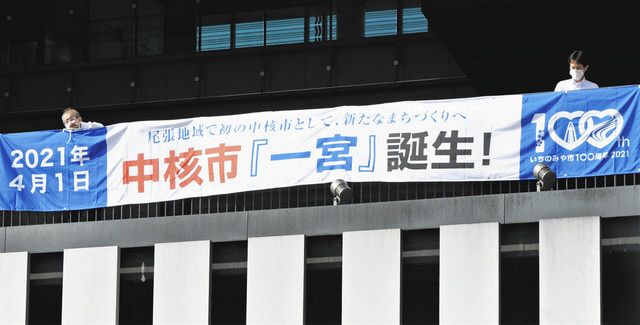 2021年
4月1日
尾張地域で初の中核市として、新たなまちづくりへ
中核市『一宮』誕生!
100th
いちのみや市100周年 2021